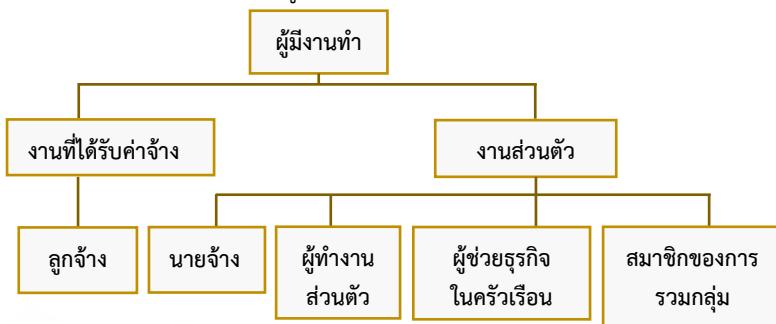 ผู้มีงานทำ
งานที่ได้รับค่าจ้าง
งานส่วนตัว
ลูกจ้าง
นายจ้าง
ผู้ทำงาน
ส่วนตัว
ผู้ช่วยธุรกิจ
ในครัวเรือน
สมาชิกของการ
รวมกลุ่ม